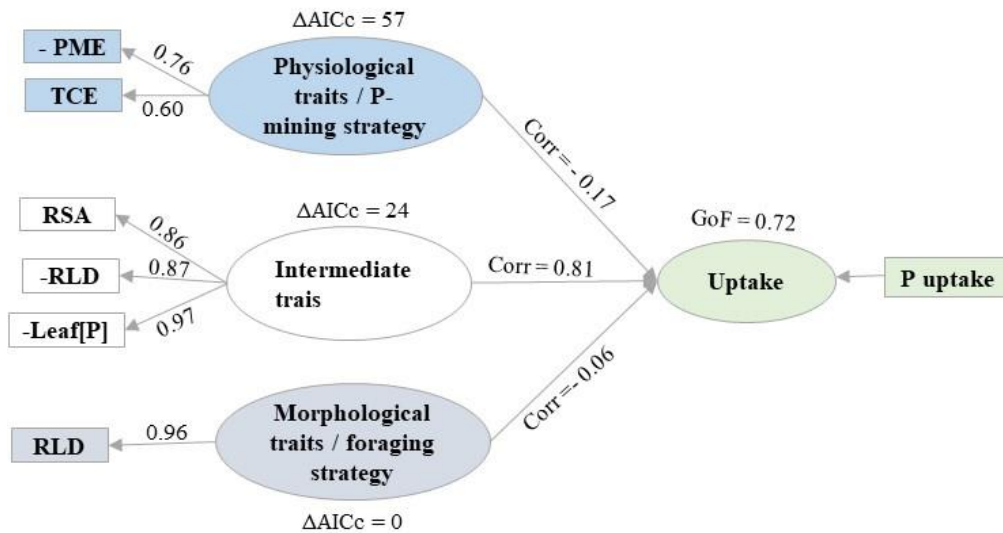 ΔAICc = 57
- PME
0.76
TCE
0.60
Physiological
traits / P-
mining strategy
Corr = - 0.17
RSA
0.86
-RLD
0.87
-Leaf[P]
0.97
ΔAICc = 24
Intermediate
trais
Corr = 0.81
GoF = 0.72
Uptake
P uptake
RLD
0.96
Morphological
traits / foraging
strategy
Corr=- 0.06
ΔAICc = 0